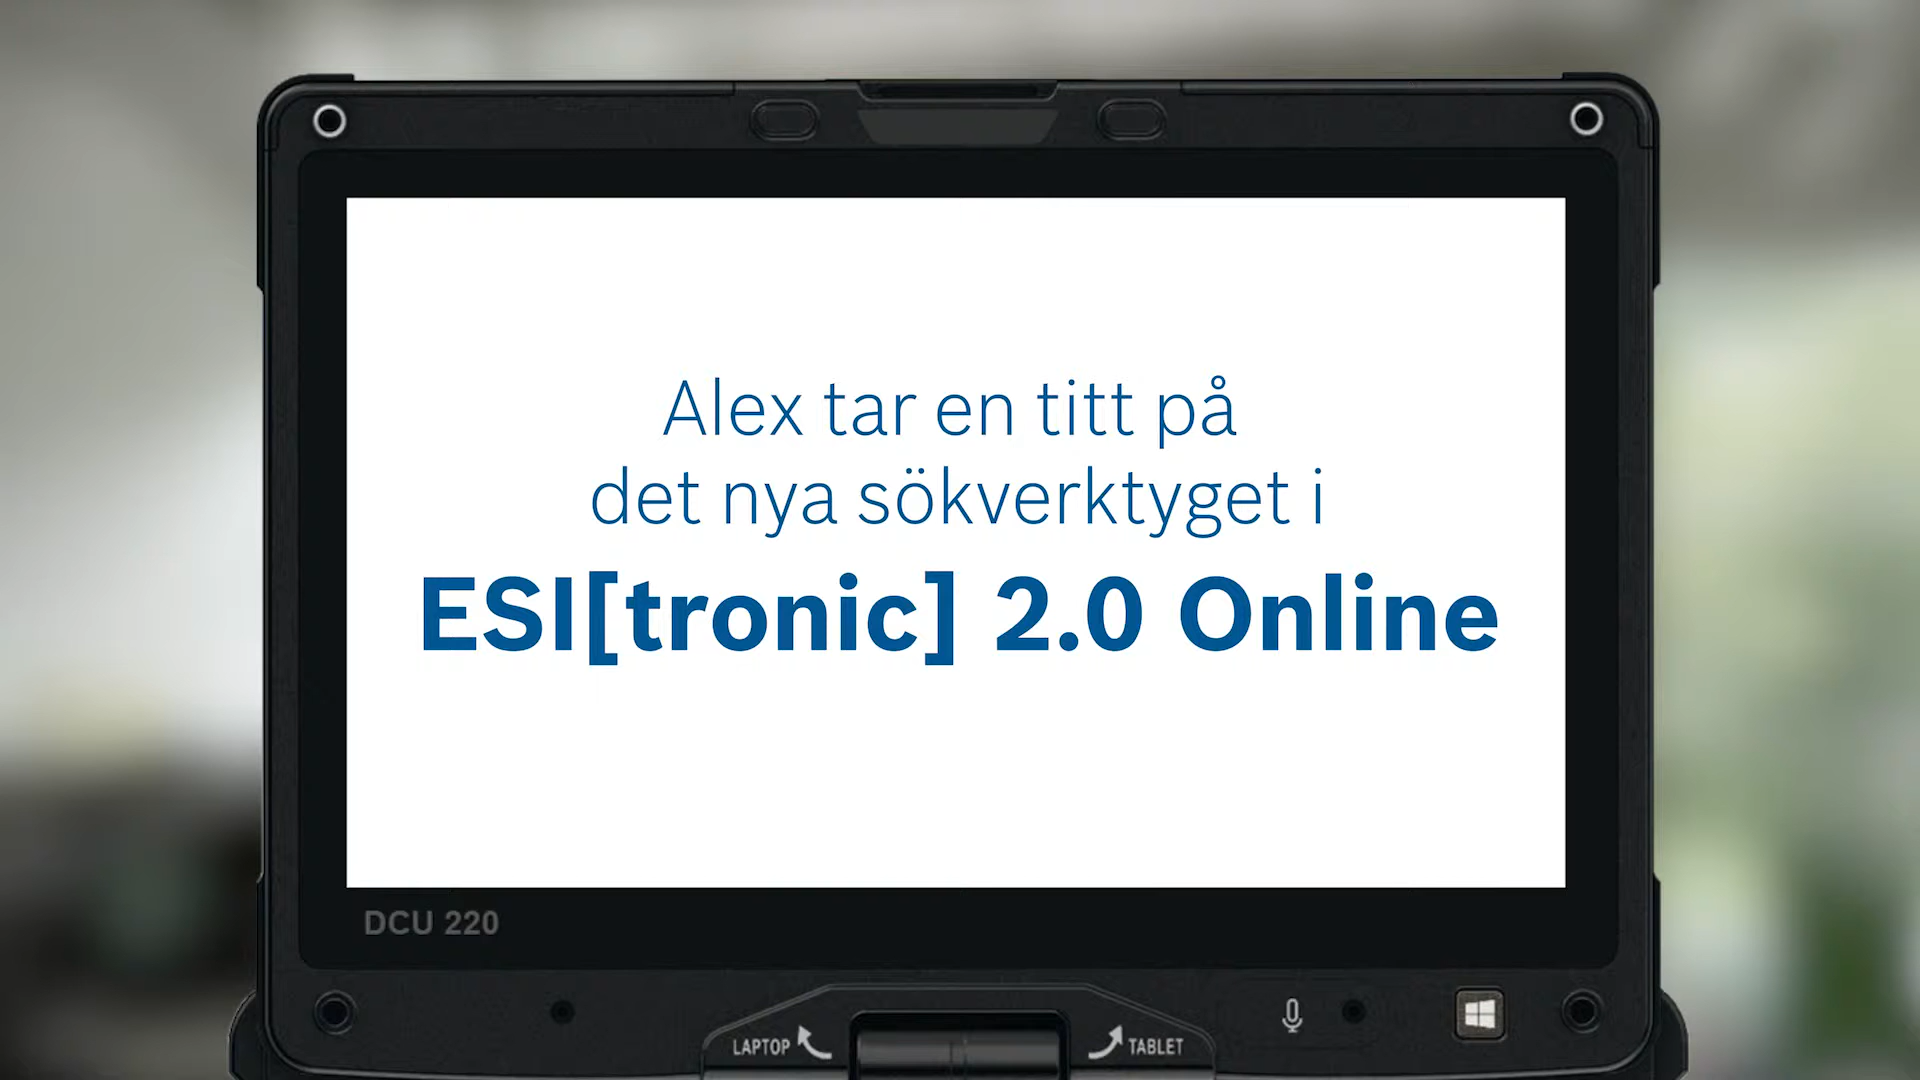 Alex tar en titt på
det nya sökverktyget i
ESI[tronic] 2.0 Online
DCU 220
LAPTOP
TABLET